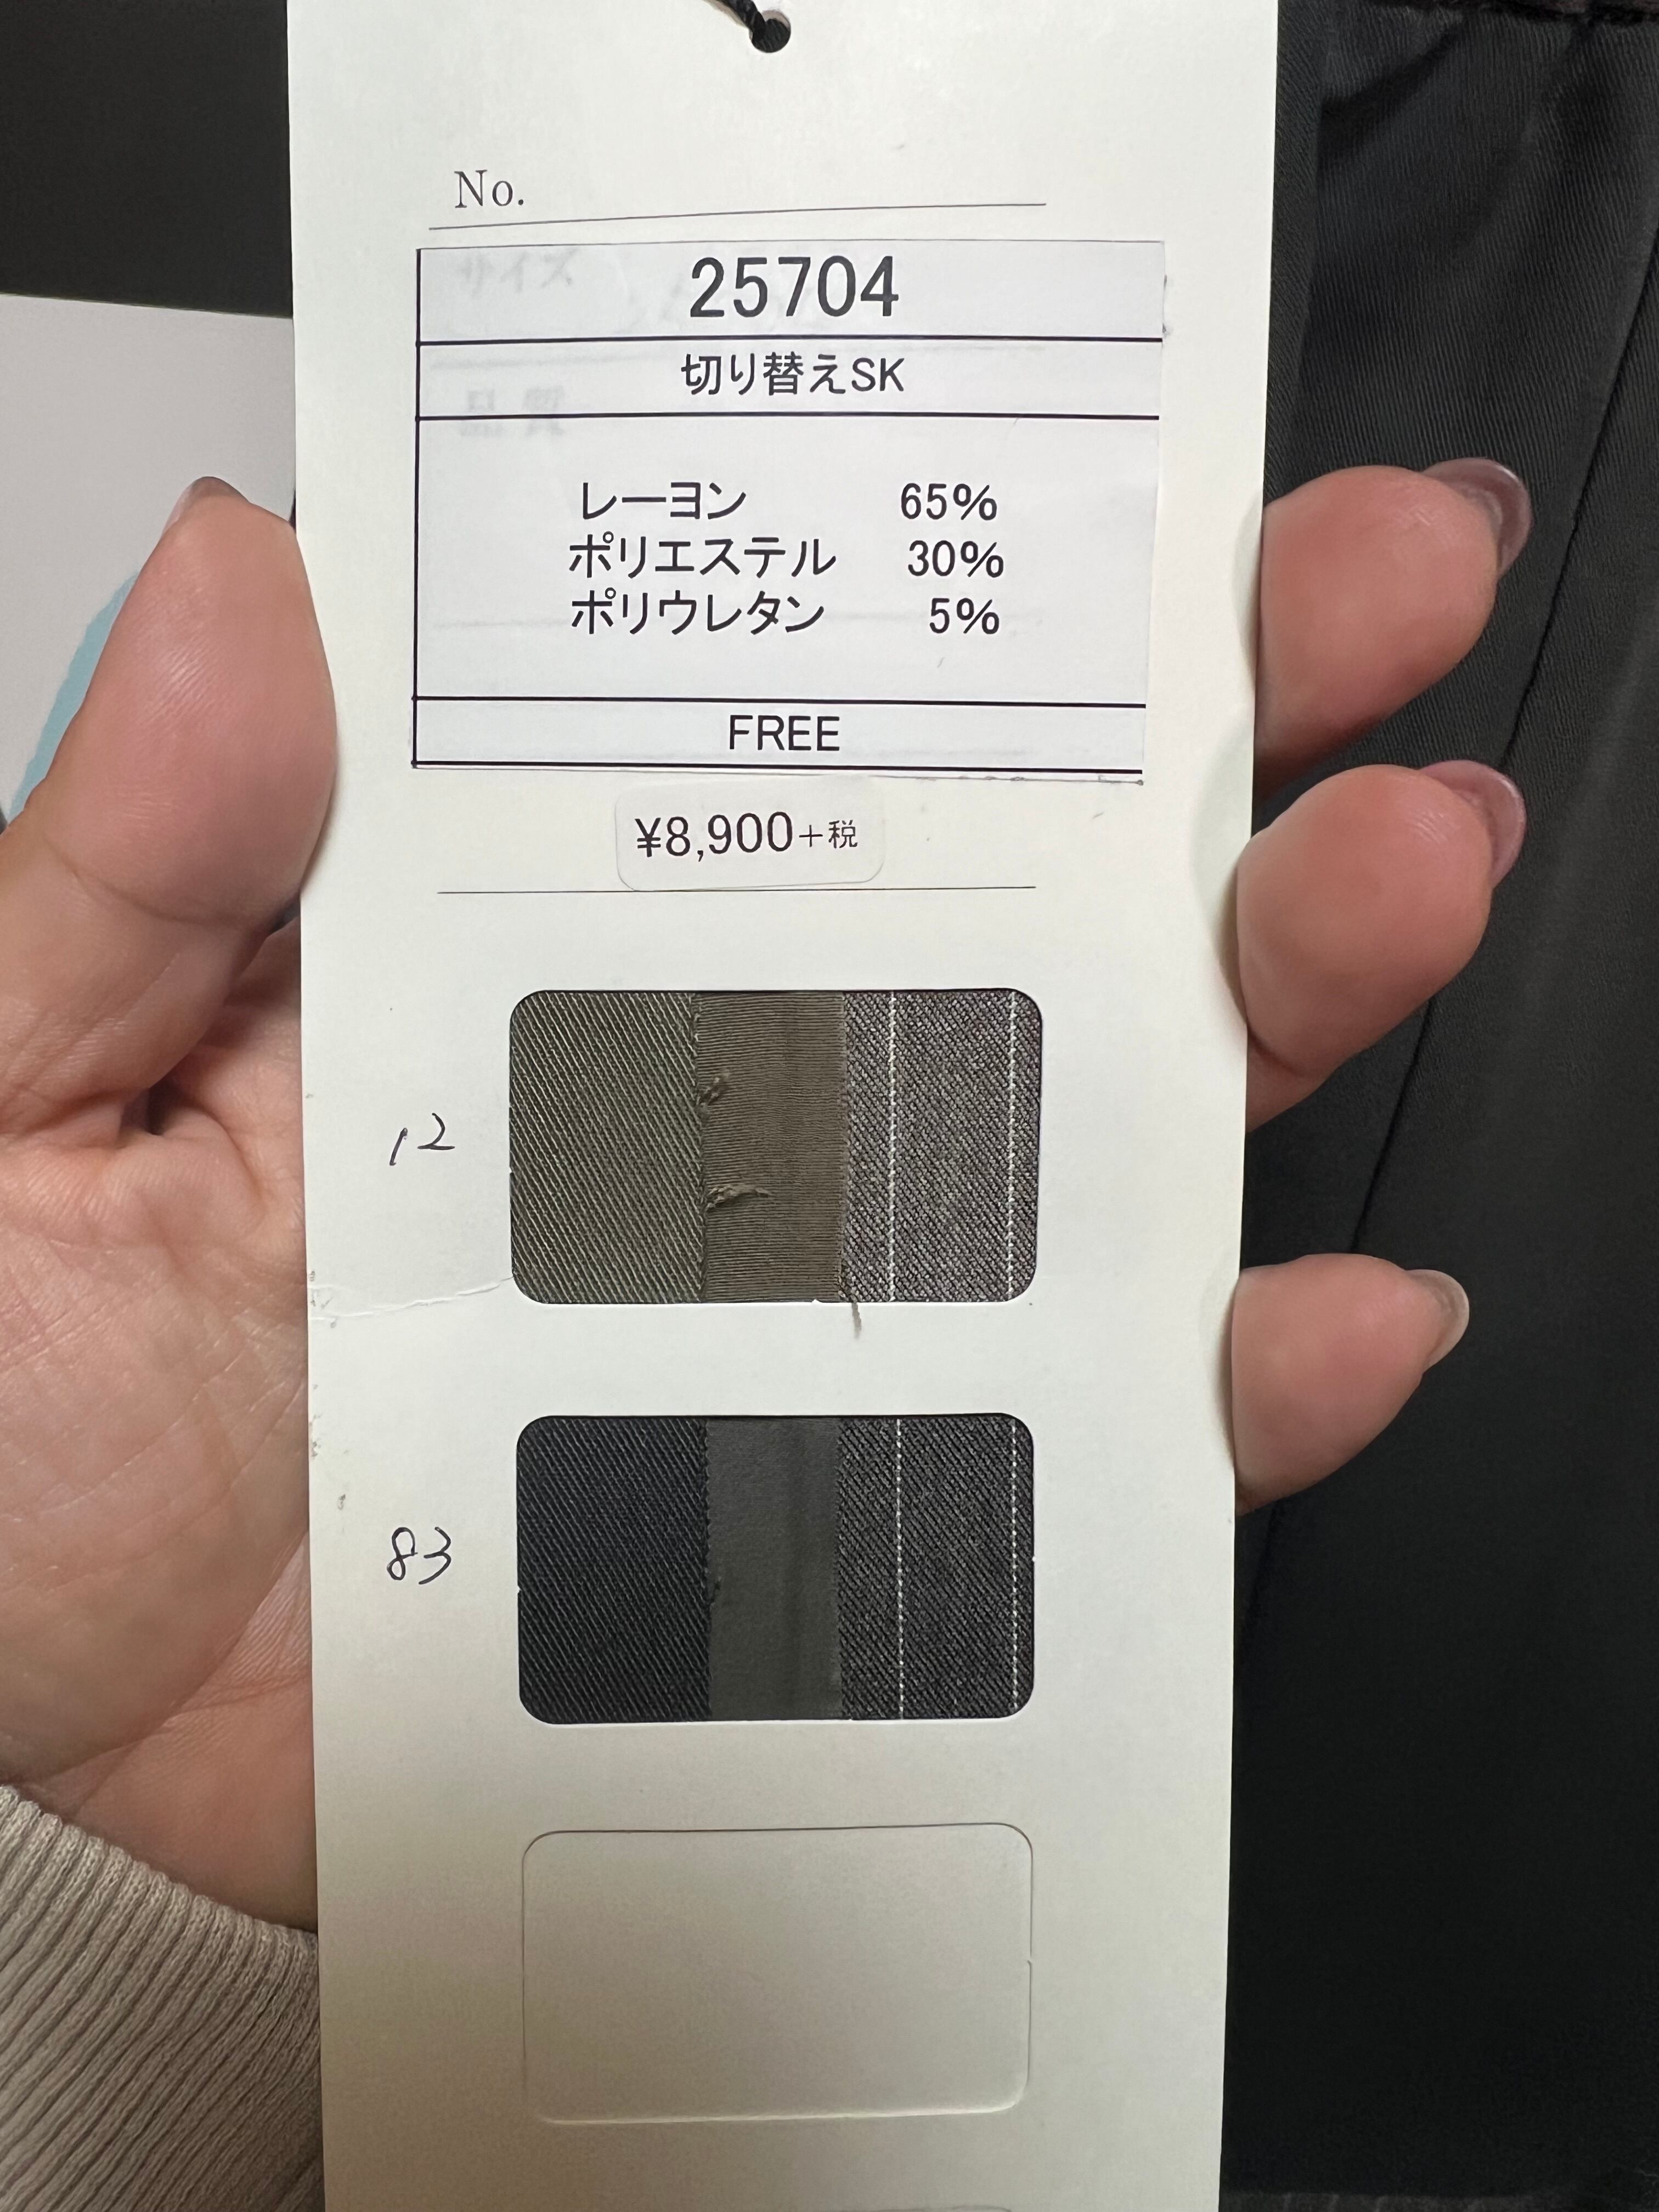 No.
25704
切り替えSK
レーヨン 65%
ポリエステル 30%
ポリウレタン 5%
FREE
¥8,900+税
12
83